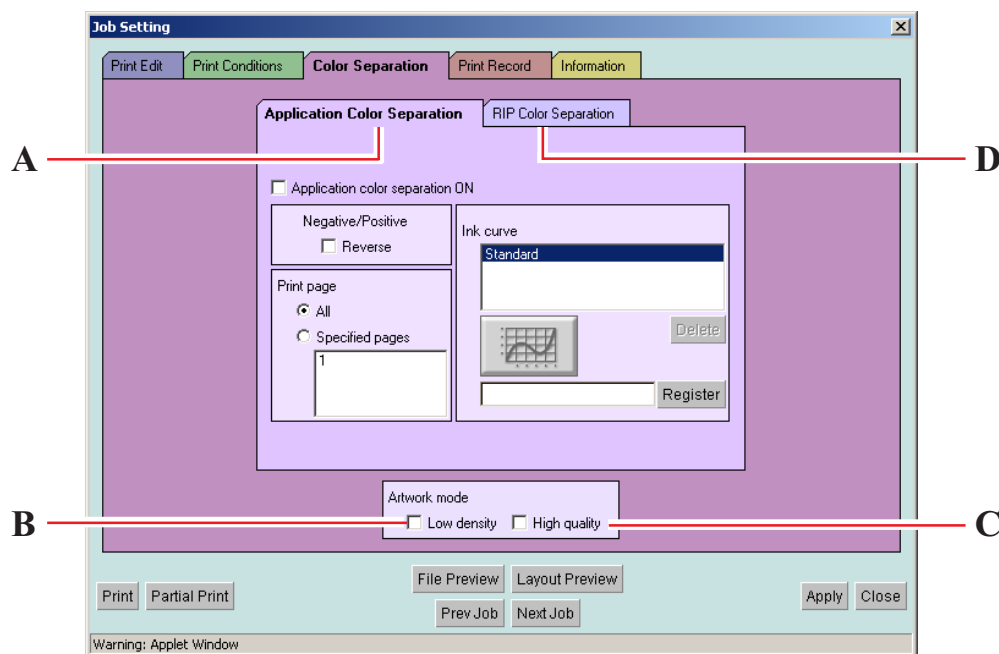 Job Setting
Print Edit Print Conditions Color Separation Print Record Information
Application Color Separation RIP Color Separation
A
D
Application color separation ON
Negative/Positive
Reverse
Ink curve
Standard
Print page
All
Specified pages
1
Delete
Register
Artwork mode
B
Low density High quality
C
File Preview Layout Preview
Print Partial Print
Apply Close
Prev Job Next Job
Warning: Applet Window